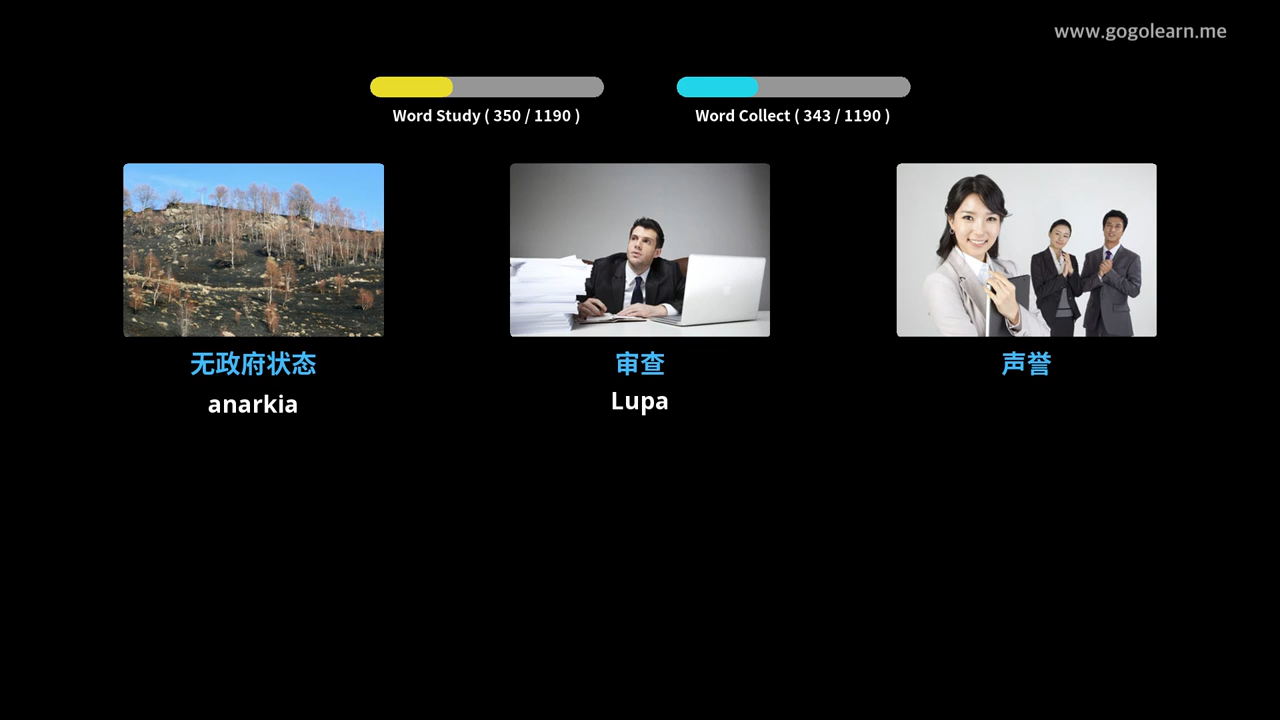 www.gogolearn.me
Word Study ( 350 / 1190 )
Word Collect ( 343 / 1190 )
无政府状态
审查
声誉
anarkia
Lupa